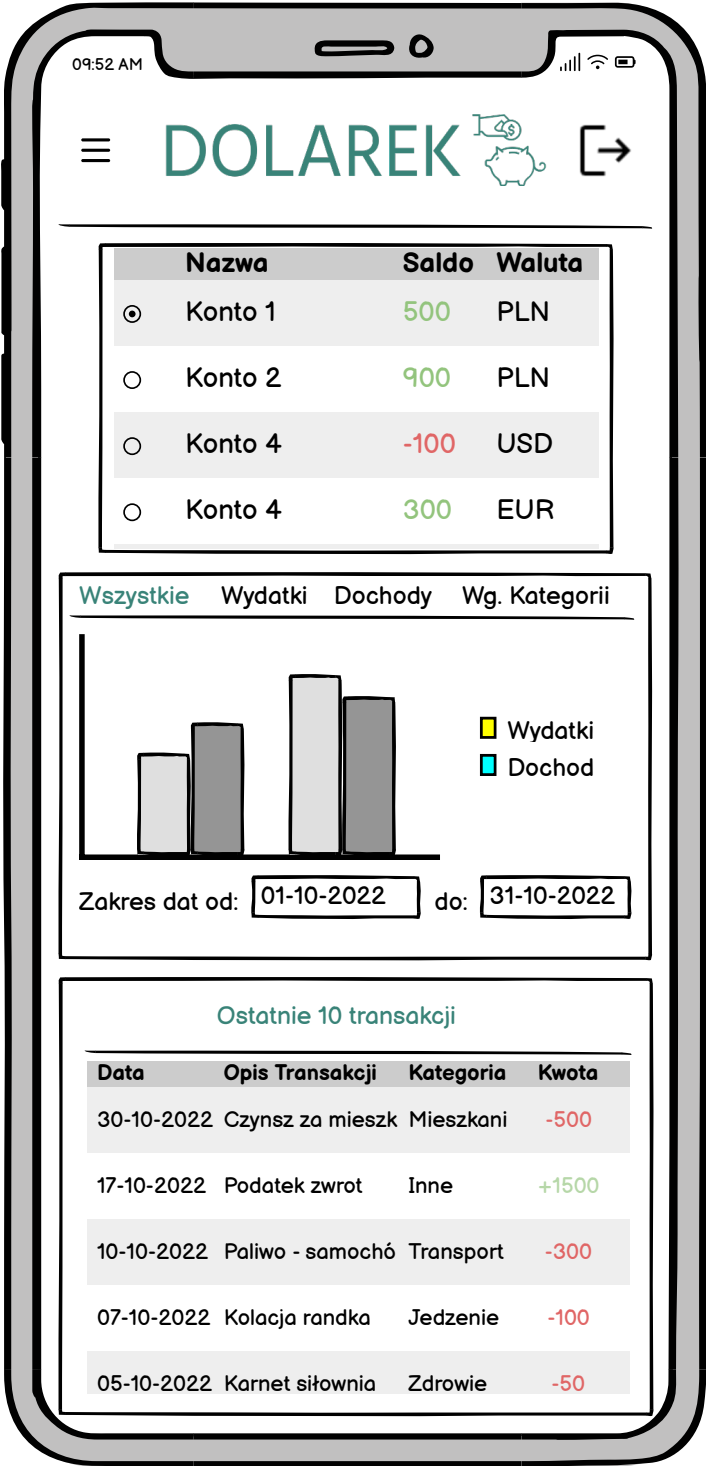 09:52 AM
DOLAREK
Nazwa Saldo Waluta
Konto 1 500 PLN
Konto 2 900 PLN
Konto 4 -100 USD
Konto 4 300 EUR
Wszystkie Wydatki Dochody Wg. Kategorii
Wydatki
Dochod
Zakres dat od: 01-10-2022 do: 31-10-2022
Ostatnie 10 transakcji
Data Opis Transakcji Kategoria Kwota
30-10-2022 Czynsz za mieszk Mieszkani -500
17-10-2022 Podatek zwrot Inne +1500
10-10-2022 Paliwo - samochó Transport -300
07-10-2022 Kolacja randka Jedzenie -100
05-10-2022 Karnet siłownia Zdrowie -50